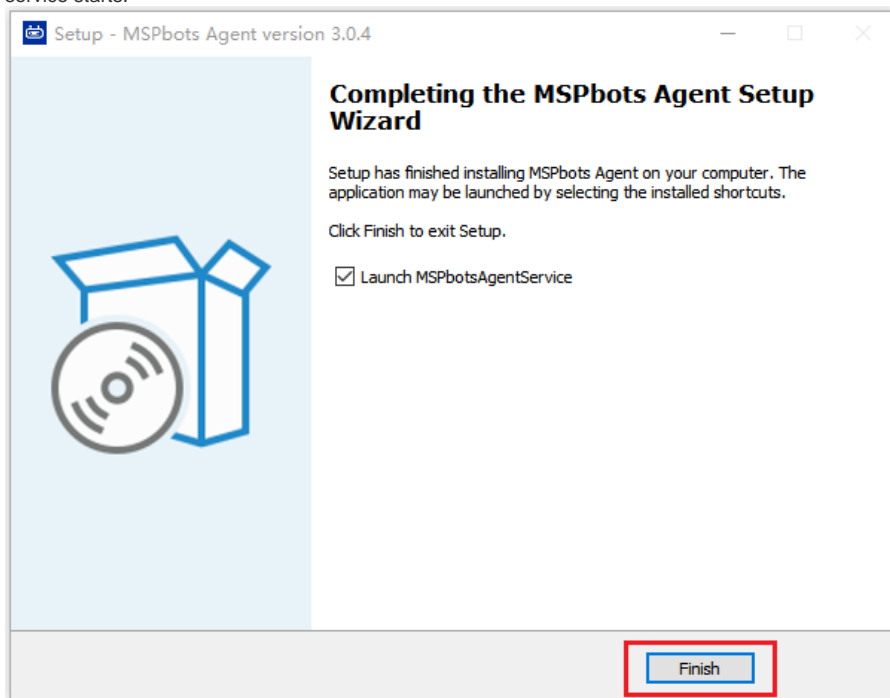 service starts.
Setup - MSPbots Agent version 3.0.4
Completing the MSPbots Agent Setup
Wizard
Setup has finished installing MSPbots Agent on your computer. The
application may be launched by selecting the installed shortcuts.
Click Finish to exit Setup.
Launch MSPbotsAgentService
Finish